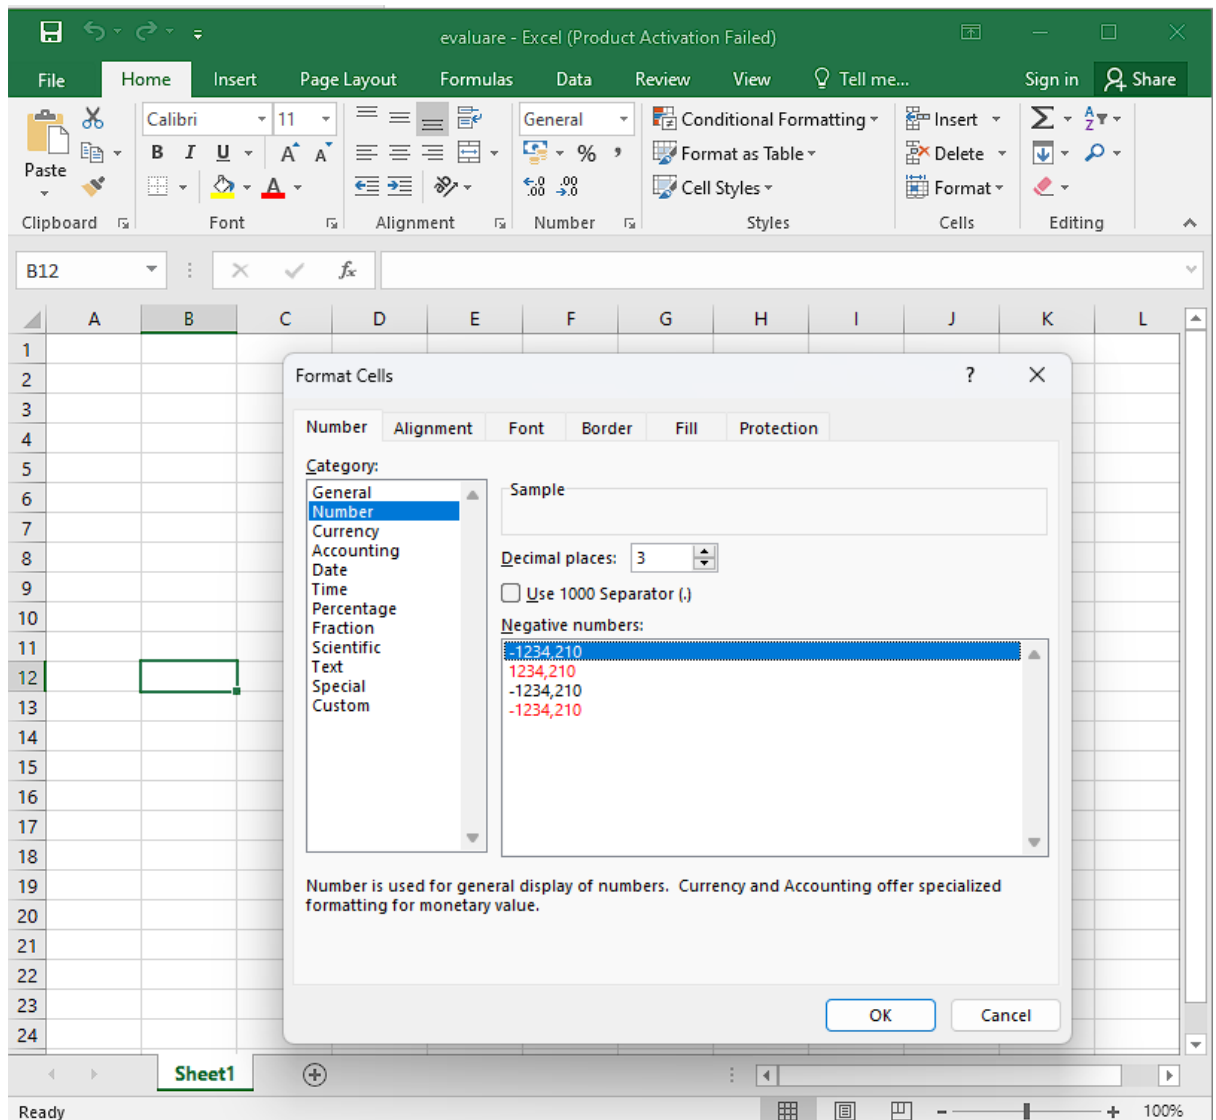 evaluare - Excel (Product Activation Failed)
File Home Insert Page Layout Formulas Data Review View Tell me... Sign in Share
Paste
Calibri 11
B I U A A A
General
% ,
Conditional Formatting
Format as Table
Cell Styles
Insert
Delete
Format
Clipboard Font Alignment Number Styles Cells Editing
B12 fx
A B C D E F G H I J K L
1
2
3
4
5
6
7
8
9
10
11
12
13
14
15
16
17
18
19
20
21
22
23
24
Format Cells ?
Number Alignment Font Border Fill Protection
Category:
General
Number
Currency
Accounting
Date
Time
Percentage
Fraction
Scientific
Text
Special
Custom
Sample
Decimal places: 3
Use 1000 Separator (.)
Negative numbers:
-1234,210
1234,210
-1234,210
-1234,210
Number is used for general display of numbers. Currency and Accounting offer specialized
formatting for monetary value.
OK Cancel
Sheet1
Ready 100%